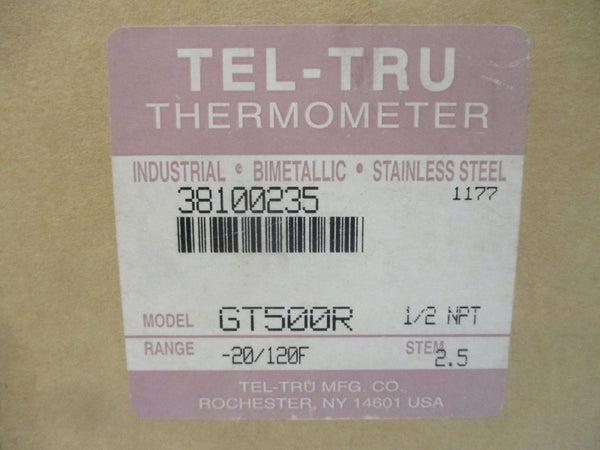 TEL-TRU
THERMOMETER
INDUSTRIAL • BIMETALLIC • STAINLESS STEEL
38100235 1177
MODEL GT500R 1/2 NPT
RANGE -20/120F STEM 2.5
TEL-TRU MFG. CO.
ROCHESTER, NY 14601 USA